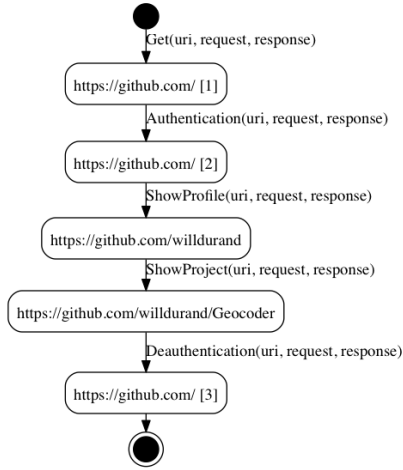 Get(uri, request, response)
https://github.com/ [1]
Authentication(uri, request, response)
https://github.com/ [2]
ShowProfile(uri, request, response)
https://github.com/willdurand
ShowProject(uri, request, response)
https://github.com/willdurand/Geocoder
Deauthentication(uri, request, response)
https://github.com/ [3]